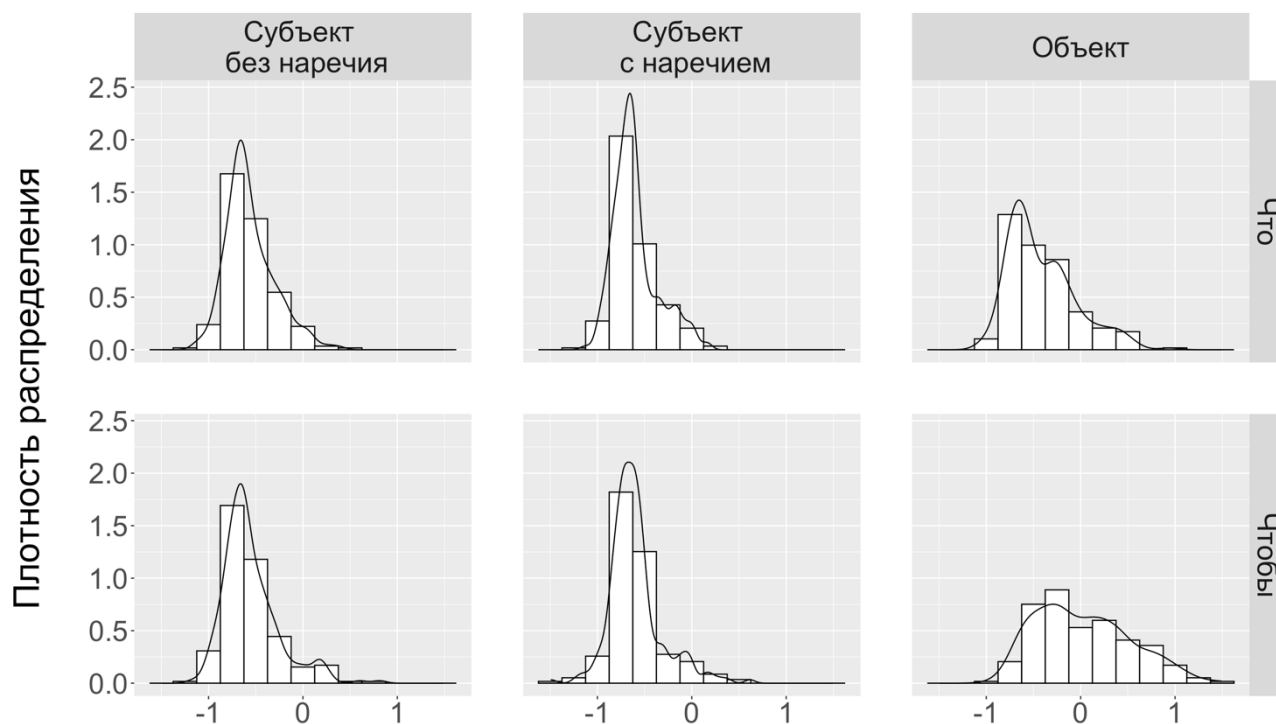 Субъект
без наречия
Субъект
с наречием
Объект
Плотность распределения
2.5
2.0
1.5
1.0
0.5
0.0
Что
2.5
2.0
1.5
1.0
0.5
0.0
Чтобы
-1 0 1
-1 0 1
-1 0 1